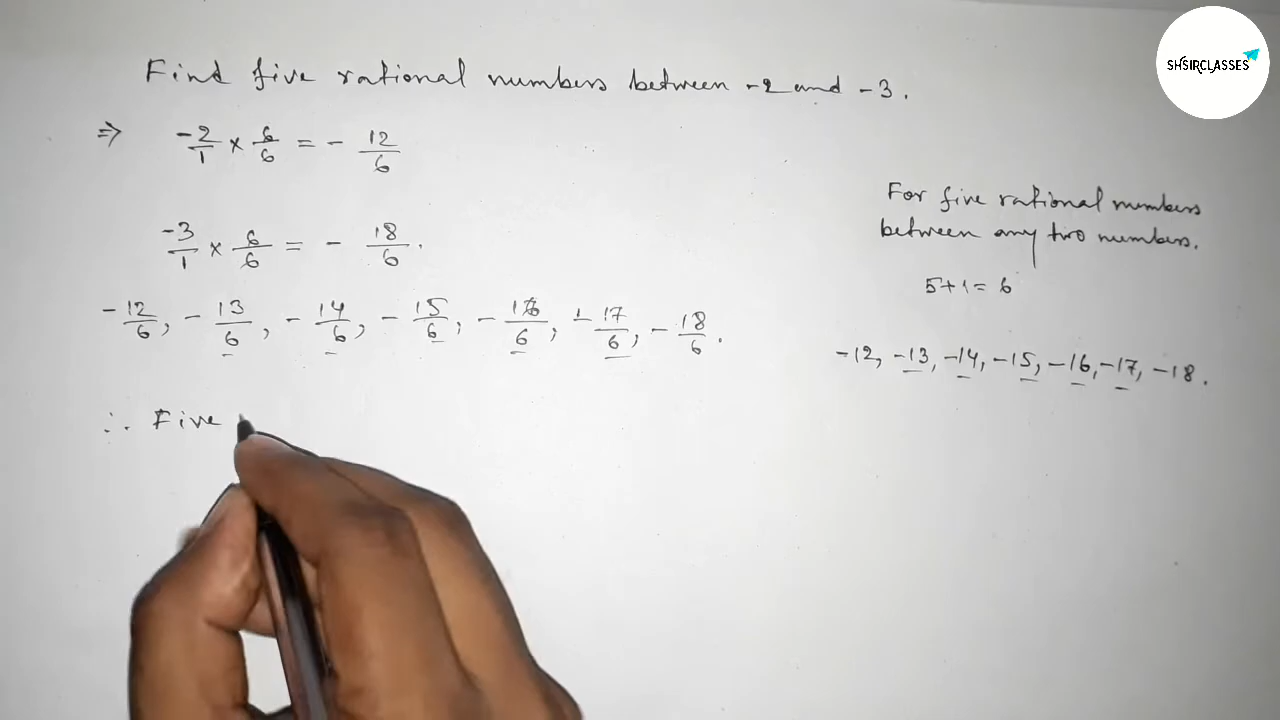 SHSIRCLASSES
Find five rational numbers between -2 and -3.
⇒ -2/1 × 6/6 = - 12/6
-3/1 × 6/6 = - 18/6.
For five rational numbers
between any two numbers.
5+1= 6
-12/6, -13/6, -14/6, -15/6, -16/6, -17/6, -18/6.
-12, -13, -14, -15, -16, -17, -18.
∴ Five